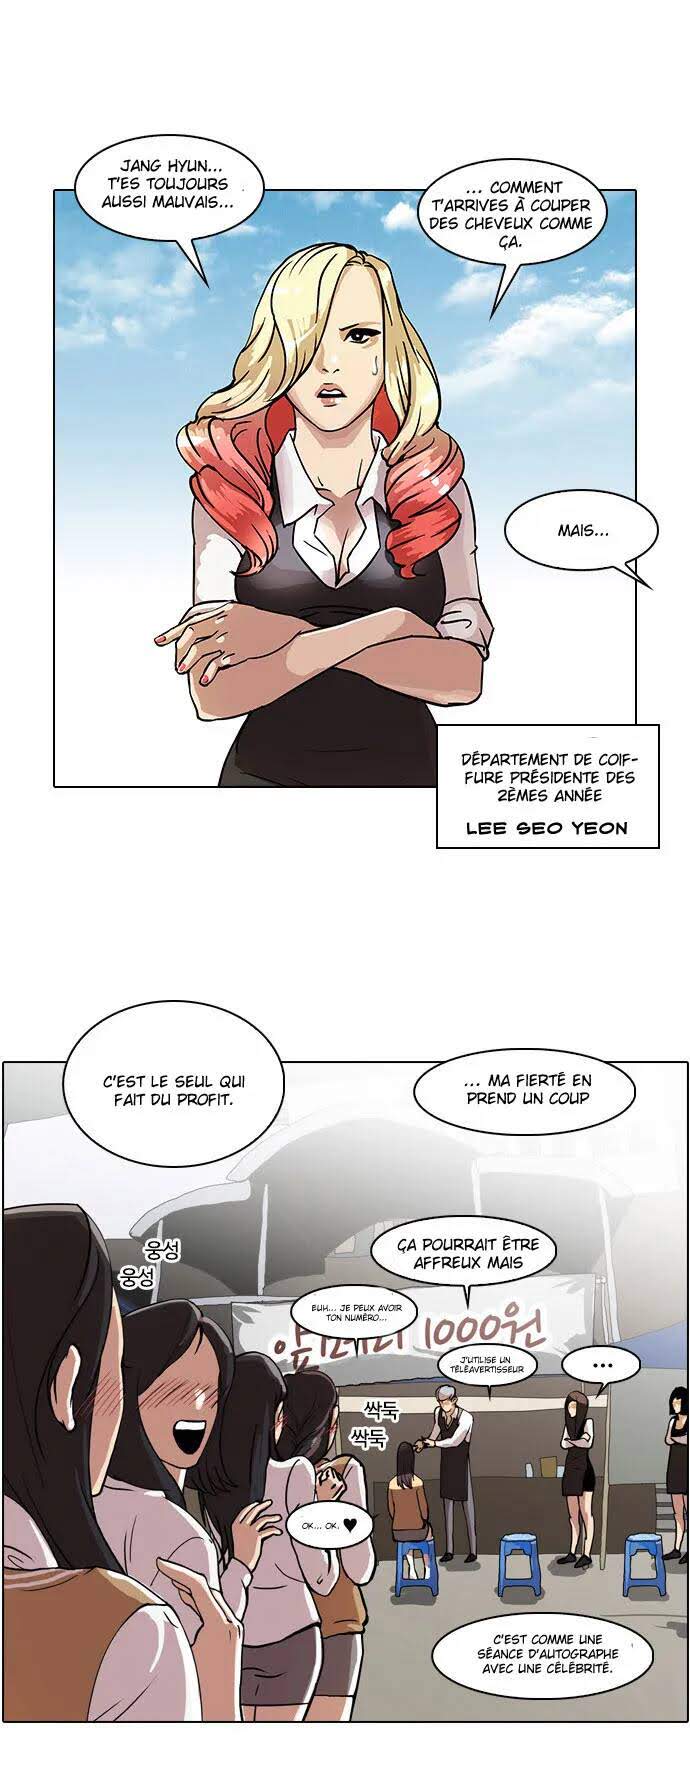 JANG HYUN...
T'ES TOUJOURS
AUSSI MAUVAIS...
... COMMENT
T'ARRIVES À COUPER
DES CHEVEUX COMME
ÇA.
MAIS...
DÉPARTEMENT DE COIF-
FURE PRÉSIDENTE DES
2ÈMES ANNÉE
LEE SEO YEON
C'EST LE SEUL QUI
FAIT DU PROFIT.
... MA FIERTÉ EN
PREND UN COUP
웅성
웅성
ÇA POURRAIT ÊTRE
AFFREUX MAIS
EUH... JE PEUX AVOIR
TON NUMÉRO...
앞머리 1000원
J'UTILISE UN
TÉLÉAVERTISSEUR
...
싹둑
싹둑
OK... OK. ♥
C'EST COMME UNE
SÉANCE D'AUTOGRAPHE
AVEC UNE CÉLÉBRITÉ.